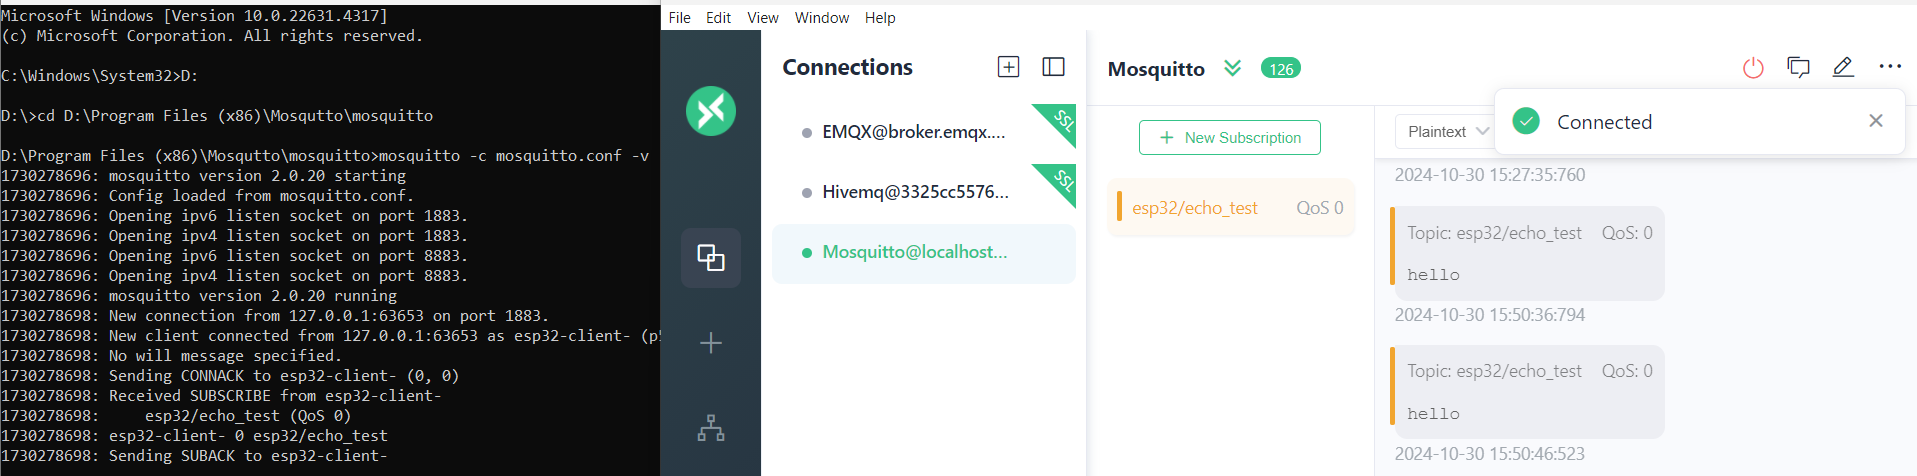 Microsoft Windows [Version 10.0.22631.4317]
(c) Microsoft Corporation. All rights reserved.
C:\Windows\System32>D:
D:\>cd D:\Program Files (x86)\Mosqutto\mosquitto
D:\Program Files (x86)\Mosqutto\mosquitto>mosquitto -c mosquitto.conf -v
1730278696: mosquitto version 2.0.20 starting
1730278696: Config loaded from mosquitto.conf.
1730278696: Opening ipv6 listen socket on port 1883.
1730278696: Opening ipv4 listen socket on port 1883.
1730278696: Opening ipv6 listen socket on port 8883.
1730278696: Opening ipv4 listen socket on port 8883.
1730278696: mosquitto version 2.0.20 running
1730278698: New connection from 127.0.0.1:63653 on port 1883.
1730278698: New client connected from 127.0.0.1:63653 as esp32-client- (p5
1730278698: No will message specified.
1730278698: Sending CONNACK to esp32-client- (0, 0)
1730278698: Received SUBSCRIBE from esp32-client-
1730278698:     esp32/echo_test (QoS 0)
1730278698: esp32-client- 0 esp32/echo_test
1730278698: Sending SUBACK to esp32-client-
File Edit View Window Help
Connections
EMQX@broker.emqx....
SSL
Hivemq@3325cc5576...
SSL
Mosquitto@localhost...
Mosquitto 126
+ New Subscription
esp32/echo_test QoS 0
Plaintext
Connected
2024-10-30 15:27:35:760
Topic: esp32/echo_test QoS: 0
hello
2024-10-30 15:50:36:794
Topic: esp32/echo_test QoS: 0
hello
2024-10-30 15:50:46:523